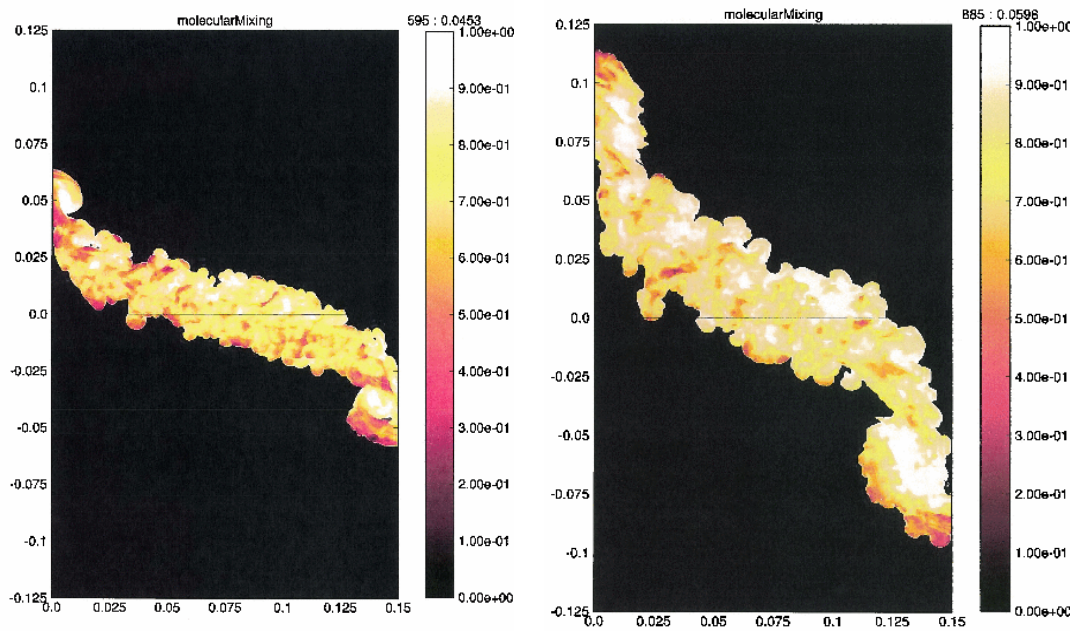 molecularMixing
595 : 0.0453
0.125
0.1
0.075
0.05
0.025
0.0
-0.025
-0.05
-0.075
-0.1
-0.125
0.0 0.025 0.05 0.075 0.1 0.125 0.15
1.00e+00
9.00e-01
8.00e-01
7.00e-01
6.00e-01
5.00e-01
4.00e-01
3.00e-01
2.00e-01
1.00e-01
0.00e+00
molecularMixing
885 : 0.0596
0.125
0.1
0.075
0.05
0.025
0.0
-0.025
-0.05
-0.075
-0.1
-0.125
0.0 0.025 0.05 0.075 0.1 0.125 0.15
1.00e+00
9.00e-01
8.00e-01
7.00e-01
6.00e-01
5.00e-01
4.00e-01
3.00e-01
2.00e-01
1.00e-01
0.00e+00